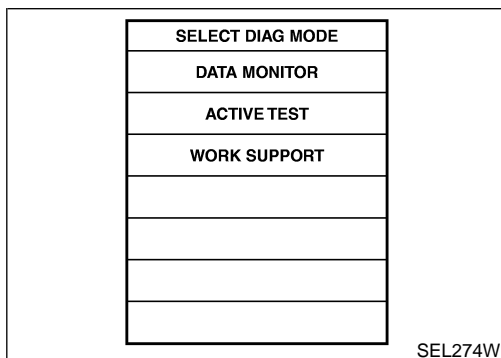 SELECT DIAG MODE
DATA MONITOR
ACTIVE TEST
WORK SUPPORT
SEL274W